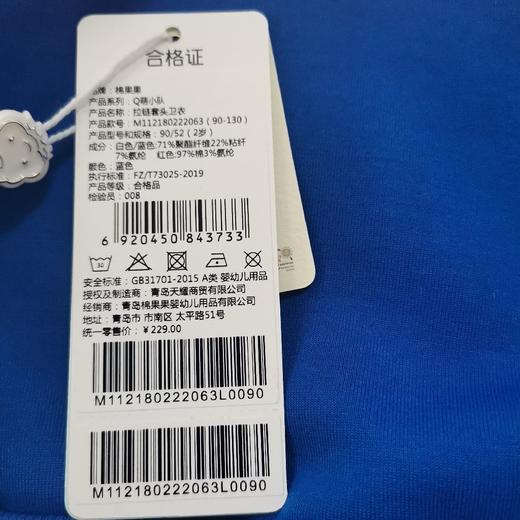 合格证
品牌：棉果果
产品系列：Q萌小队
产品名称：拉链套头卫衣
产品款号：M112180222063（90-130）
产品型号和规格：90/52（2岁）
成分：白色/蓝色:71%聚酯纤维22%粘纤
7%氨纶 红色:97%棉3%氨纶
颜色：蓝色
执行标准：FZ/T73025-2019
产品等级：合格品
检验员：008
6 920450 843733
30
安全标准：GB31701-2015 A类 婴幼儿用品
授权及制造商：青岛天耀商贸有限公司
经销商：青岛棉果果婴幼儿用品有限公司
地址：青岛市 市南区 太平路51号
统一零售价：￥229.00
M112180222063L0090
M112180222063L0090